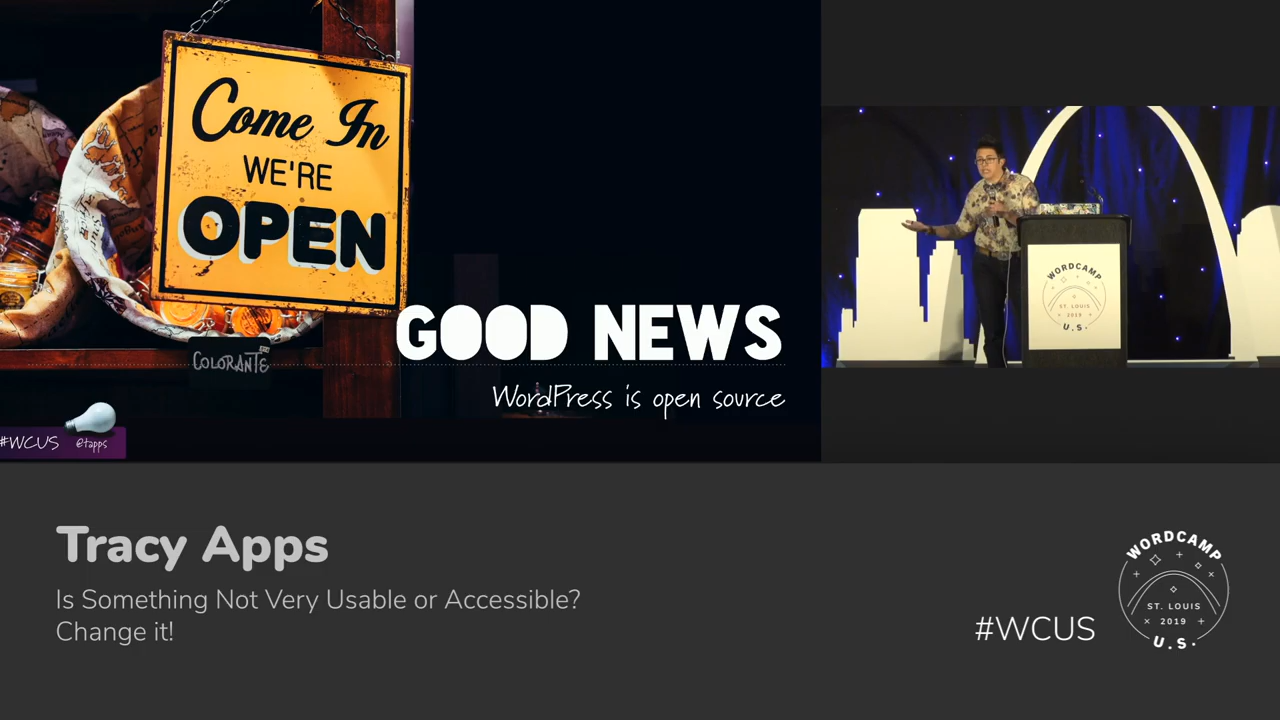 Come In
WE'RE
OPEN
COLORANTE
GOOD NEWS
WordPress is open source
#WCUS @tapps
WORDCAMP
ST. LOUIS
2019
U.S.
Tracy Apps
Is Something Not Very Usable or Accessible?
Change it!
#WCUS
WORDCAMP
ST. LOUIS
2019
U.S.